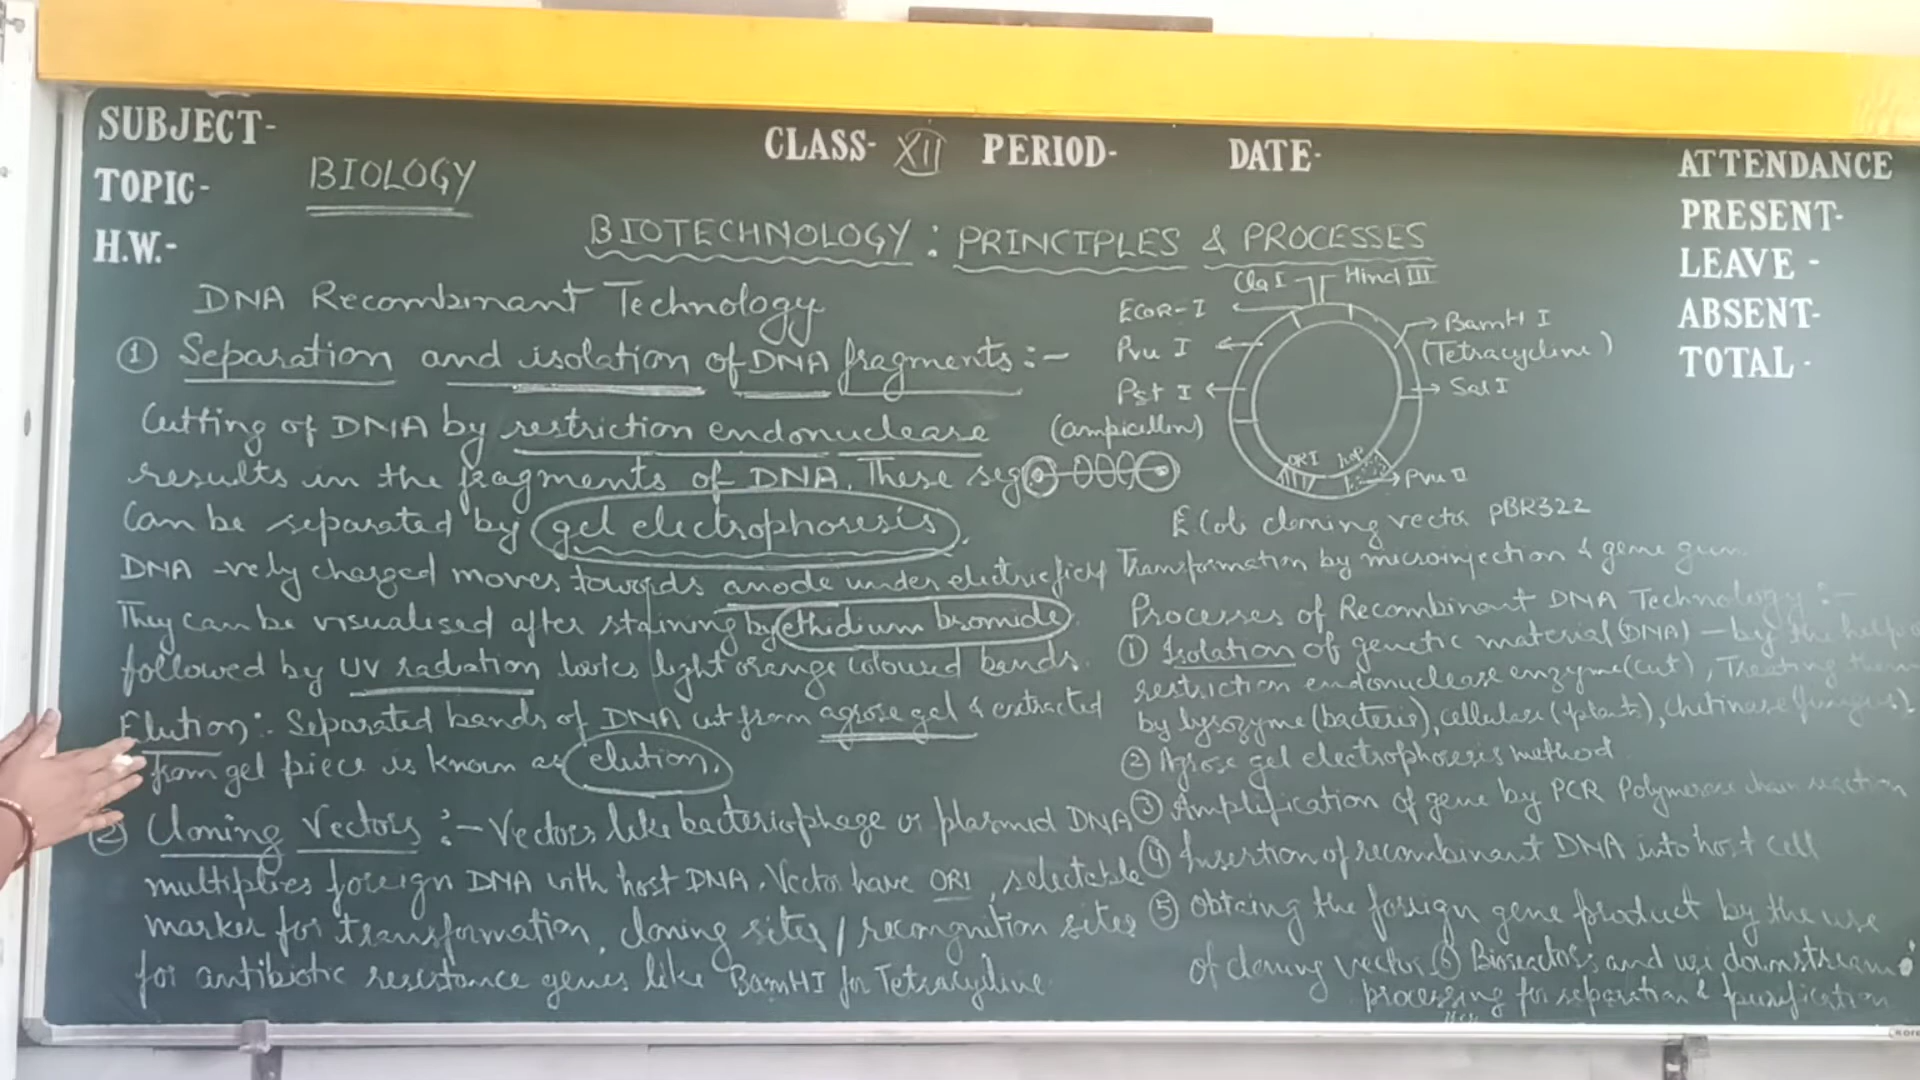 SUBJECT-
CLASS- XII PERIOD- DATE-
ATTENDANCE
TOPIC- BIOLOGY
PRESENT-
H.W.-
LEAVE -
ABSENT-
TOTAL -
BIOTECHNOLOGY : PRINCIPLES & PROCESSES
DNA Recombinant Technology
① Separation and isolation of DNA fragments :-
Cutting of DNA by restriction endonuclease
results in the fragments of DNA. These seg
Can be separated by gel electrophoresis.
DNA -vely charged moves towards anode under electric field
They can be visualised after staining by ethidium bromide
followed by UV radiation looks light orange coloured bands.
Elution:- Separated bands of DNA cut from agrose gel & extracted
from gel piece is known as elution.
② Cloning Vectors :- Vectors like bacteriophage or plasmid DNA
multiplies foreign DNA with host DNA. Vector have ORI, selectable
marker for transformation, cloning sites / recongnition sites
for antibiotic resistance genes like BamHI for Tetracycline
Cla I Hind III
EcoR-I
BamH I
(Tetracycline)
Pvu I
Pst I
(ampicillin)
Sal I
ORI rop
Pvu II
E Coli cloning vector pBR322
Transformation by microinjection & gene gun
Processes of Recombinant DNA Technology :-
① Isolation of genetic material (DNA) - by the help of
restriction endonuclease enzyme (cut), Treating them
by lysozyme (bacteria), cellulase (plants), chitinase (fungus)
② Agrose gel electrophoresis method
③ Amplification of gene by PCR Polymerase chain reaction
④ Insertion of recombinant DNA into host cell
⑤ obtaing the foreign gene product by the use
of cloning vector ⑥ Bioreactors and use downstream
processing for separation & purification